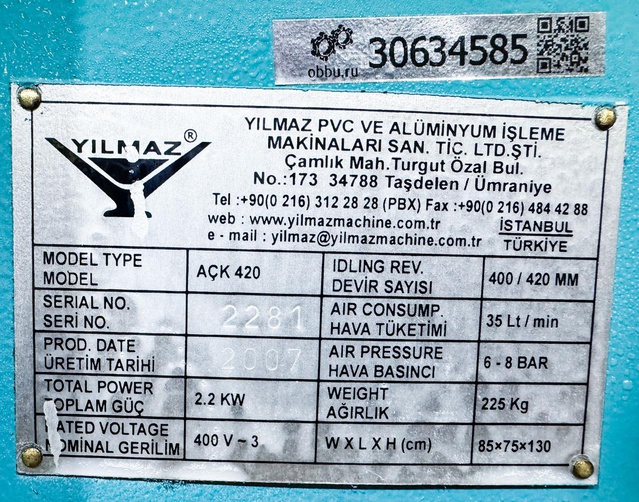 obbu.ru 30634585
YILMAZ®
YILMAZ PVC VE ALÜMİNYUM İŞLEME
MAKİNALARI SAN. TİC. LTD.ŞTİ.
Çamlık Mah.Turgut Özal Bul.
No.:173 34788 Taşdelen / Ümraniye
Tel :+90(0 216) 312 28 28 (PBX) Fax :+90(0 216) 484 42 88
web : www.yilmazmachine.com.tr
e - mail : yilmaz@yilmazmachine.com.tr
İSTANBUL
TÜRKİYE
MODEL TYPE
MODEL
AÇK 420
IDLING REV.
DEVİR SAYISI
400 / 420 MM
SERIAL NO.
SERİ NO.
2281
AIR CONSUMP.
HAVA TÜKETİMİ
35 Lt / min
PROD. DATE
ÜRETİM TARİHİ
2007
AIR PRESSURE
HAVA BASINCI
6 - 8 BAR
TOTAL POWER
TOPLAM GÜÇ
2.2 KW
WEIGHT
AĞIRLIK
225 Kg
RATED VOLTAGE
NOMINAL GERİLİM
400 V ~ 3
W X L X H (cm)
85×75×130